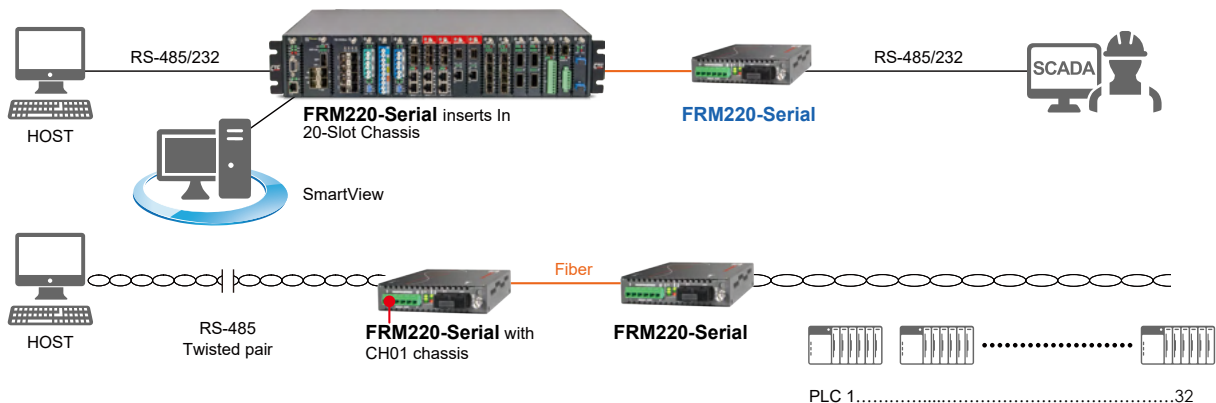 RS-485/232
RS-485/232
SCADA
HOST
FRM220-Serial inserts In
20-Slot Chassis
FRM220-Serial
SmartView
Fiber
HOST
RS-485
Twisted pair
FRM220-Serial with
CH01 chassis
FRM220-Serial
PLC 1……………....…………………………………………32